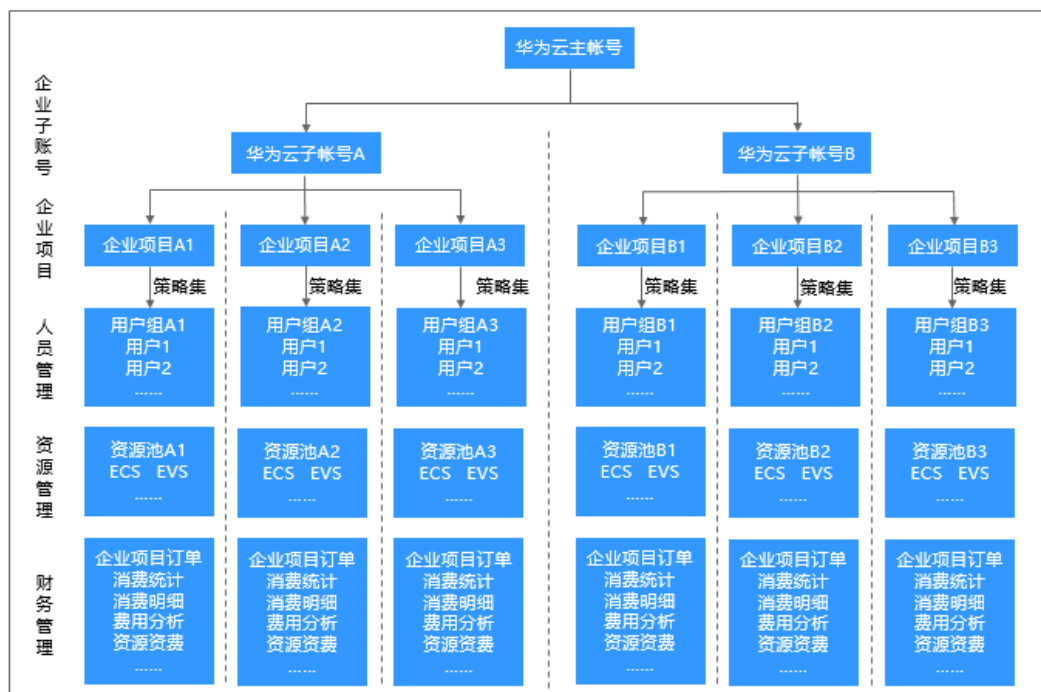 华为云主帐号
企业子账号
华为云子帐号A
华为云子帐号B
企业项目
企业项目A1
企业项目A2
企业项目A3
企业项目B1
企业项目B2
企业项目B3
策略集
策略集
策略集
策略集
策略集
策略集
人员管理
用户组A1
用户1
用户2
......
用户组A2
用户1
用户2
......
用户组A3
用户1
用户2
......
用户组B1
用户1
用户2
......
用户组B2
用户1
用户2
......
用户组B3
用户1
用户2
......
资源管理
资源池A1
ECS EVS
......
资源池A2
ECS EVS
......
资源池A3
ECS EVS
......
资源池B1
ECS EVS
......
资源池B2
ECS EVS
......
资源池B3
ECS EVS
......
财务管理
企业项目订单
消费统计
消费明细
费用分析
资源资费
......
企业项目订单
消费统计
消费明细
费用分析
资源资费
......
企业项目订单
消费统计
消费明细
费用分析
资源资费
......
企业项目订单
消费统计
消费明细
费用分析
资源资费
......
企业项目订单
消费统计
消费明细
费用分析
资源资费
......
企业项目订单
消费统计
消费明细
费用分析
资源资费
......